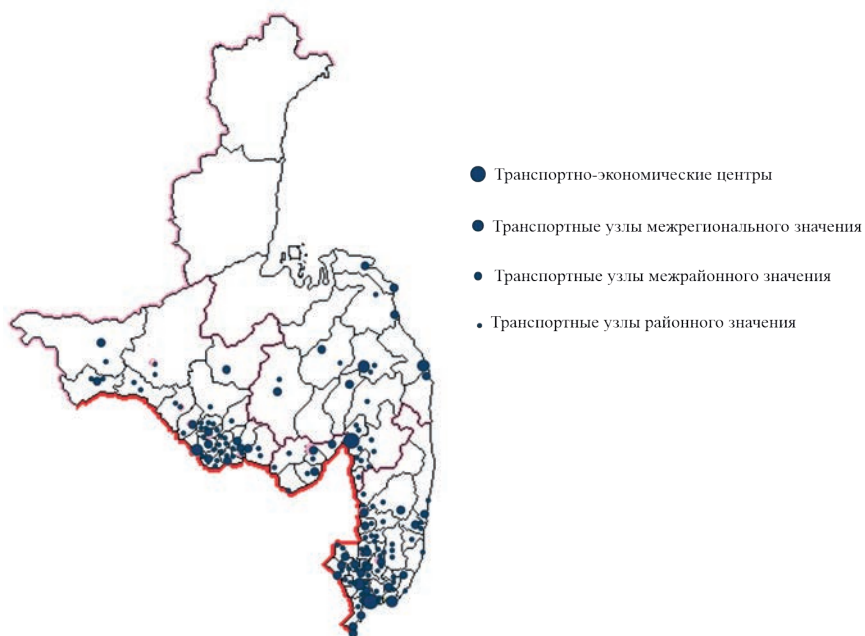 Транспортно-экономические центры
Транспортные узлы межрегионального значения
Транспортные узлы межрайонного значения
Транспортные узлы районного значения